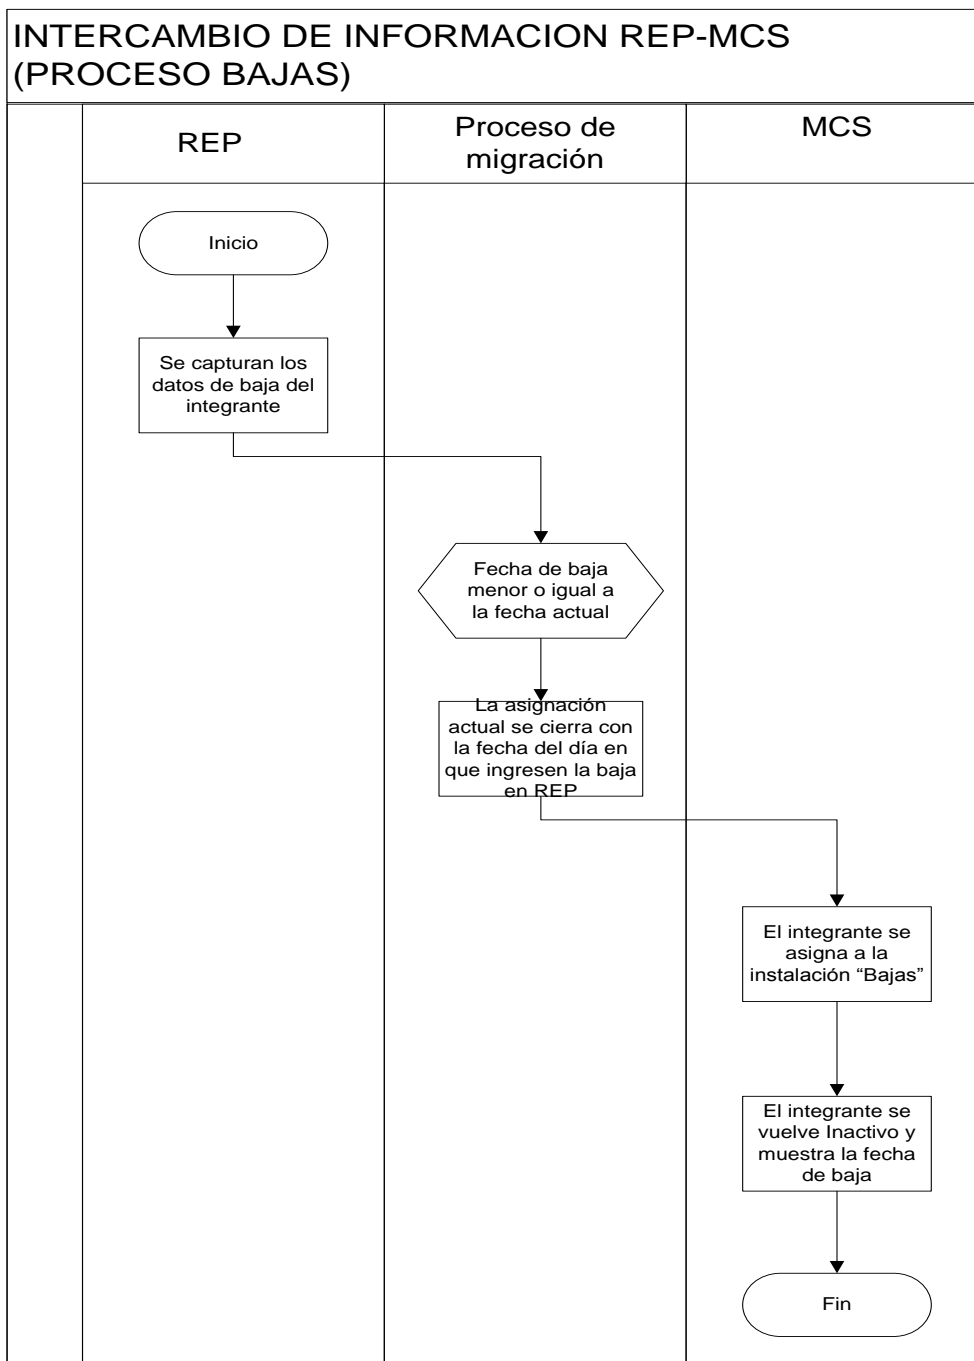 INTERCAMBIO DE INFORMACION REP-MCS
(PROCESO BAJAS)
REP
Proceso de
migración
MCS
Inicio
Se capturan los
datos de baja del
integrante
Fecha de baja
menor o igual a
la fecha actual
La asignación
actual se cierra con
la fecha del día en
que ingresen la baja
en REP
El integrante se
asigna a la
instalación “Bajas”
El integrante se
vuelve Inactivo y
muestra la fecha
de baja
Fin